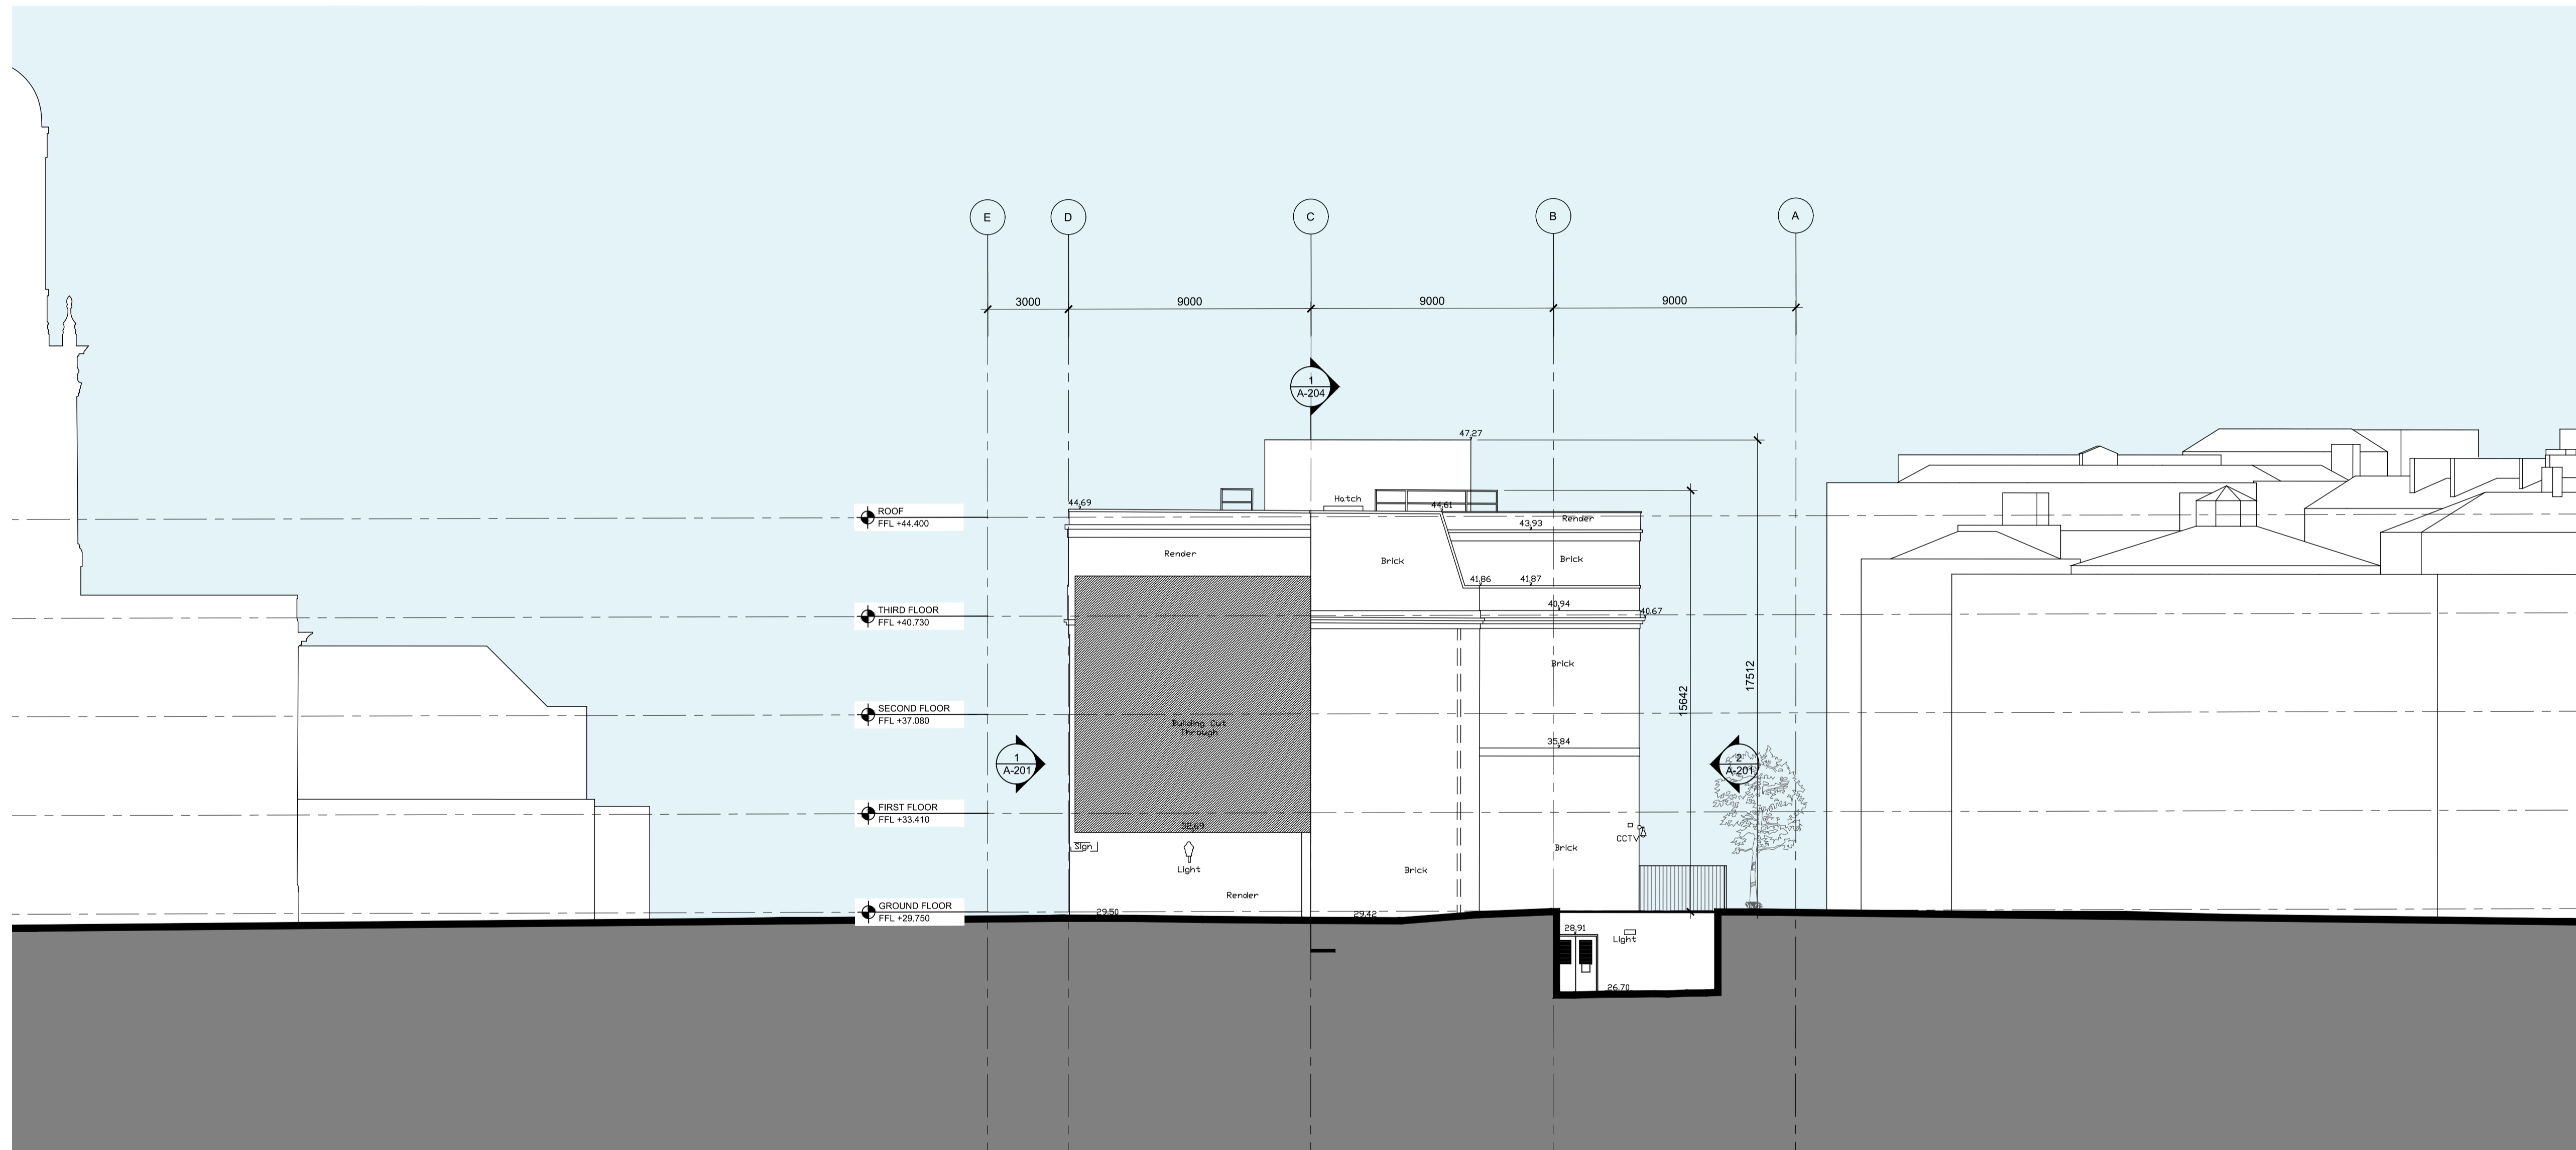 E
D
C
B
A
3000
9000
9000
9000
1
A-204
47.27
Hatch
44.69
44.61
ROOF
FFL +44.400
Render
43.93
Render
Brick
Brick
41.86
41.87
THIRD FLOOR
FFL +40.730
40.94
40.67
Brick
17512
15642
SECOND FLOOR
FFL +37.080
Building Cut
Through
35.84
1
A-201
2
A-201
FIRST FLOOR
FFL +33.410
32.69
CCTV
Sign
Light
Brick
Brick
Render
GROUND FLOOR
FFL +29.750
29.50
29.42
28.91
Light
26.70